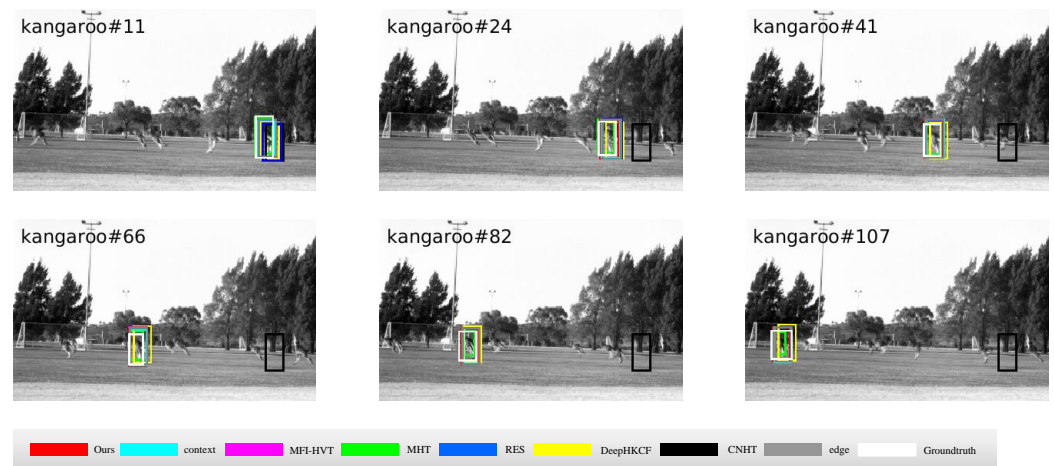 kangaroo#11 kangaroo#24 kangaroo#41
kangaroo#66 kangaroo#82 kangaroo#107
Ours context MFI-HVT MHT RES DeepHKCF CNHT edge Groundtruth